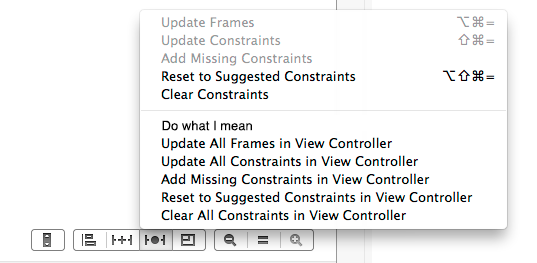 Update Frames ⌥⌘=
Update Constraints ⇧⌘=
Add Missing Constraints
Reset to Suggested Constraints ⌥⇧⌘=
Clear Constraints
Do what I mean
Update All Frames in View Controller
Update All Constraints in View Controller
Add Missing Constraints in View Controller
Reset to Suggested Constraints in View Controller
Clear All Constraints in View Controller